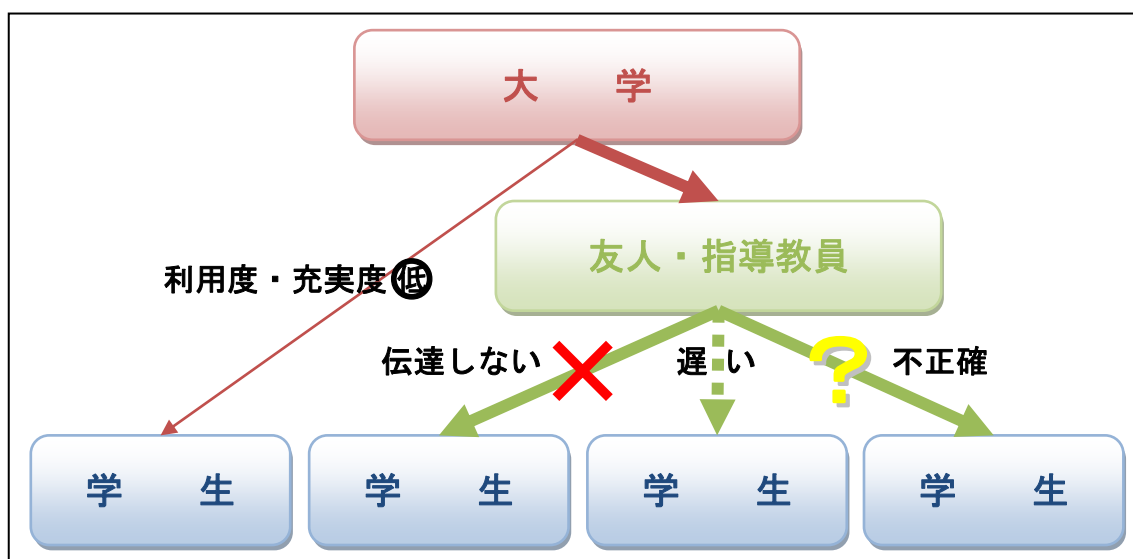 大　学
友人・指導教員
利用度・充実度低
伝達しない
遅い
?
不正確
学　生
学　生
学　生
学　生